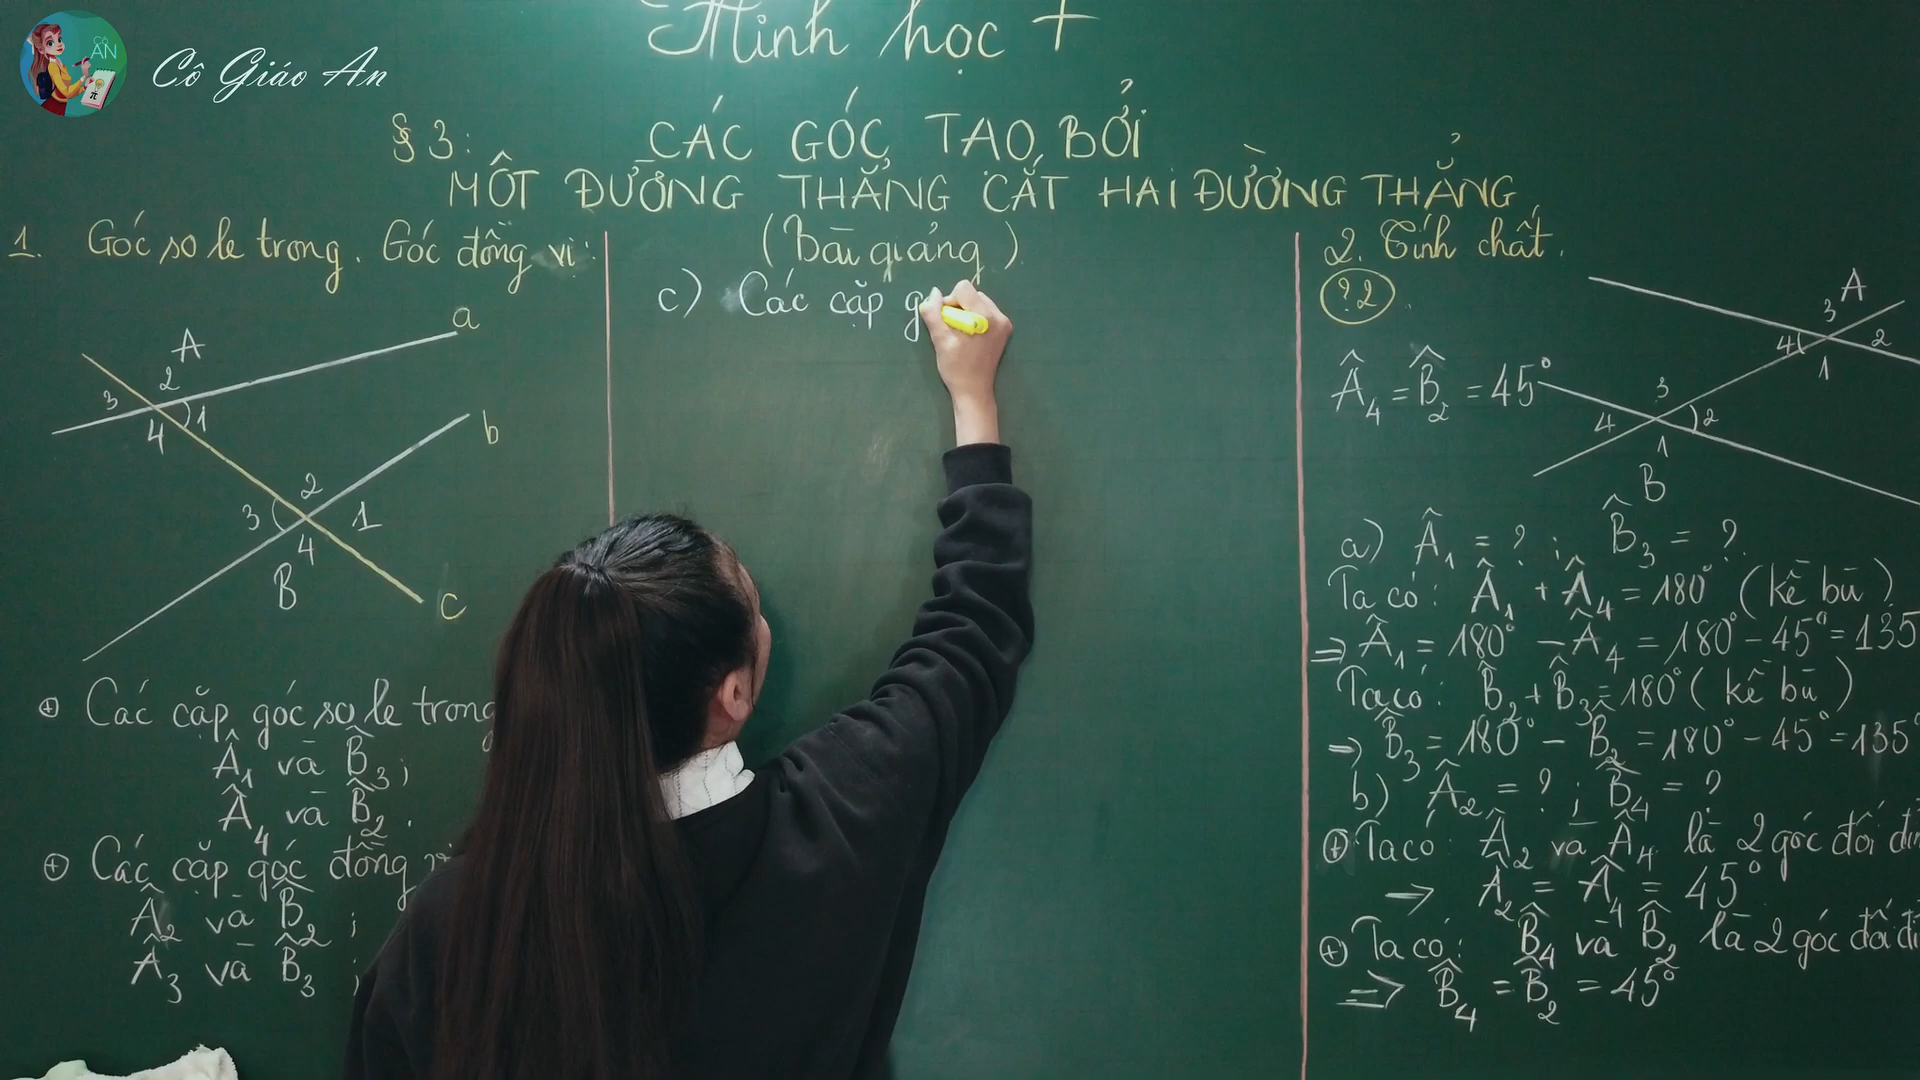 CÔ AN
Cô Giáo An
Hình học 7
§ 3: CÁC GÓC TẠO BỞI
MỘT ĐƯỜNG THẲNG CẮT HAI ĐƯỜNG THẲNG
(Bài giảng)
1. Góc so le trong. Góc đồng vị:
a
A
2
3
1
4
b
2
3
1
4
B
c
⊕ Các cặp góc so le trong
Â₁ và B̂₃;
Â₄ và B̂₂.
⊕ Các cặp góc đồng vị
Â₂ và B̂₂;
Â₃ và B̂₃;
c) Các cặp g
2. Tính chất.
?2.
A
3
4
2
1
Â₄ = B̂₂ = 45°
3
4
2
1
B
a) Â₁ = ?; B̂₃ = ?
Ta có: Â₁ + Â₄ = 180° (kề bù)
⇒ Â₁ = 180° - Â₄ = 180° - 45° = 135
Ta có: B̂₂ + B̂₃ = 180° (kề bù)
⇒ B̂₃ = 180° - B̂₂ = 180° - 45° = 135°
b) Â₂ = ?; B̂₄ = ?
⊕ Ta có: Â₂ và Â₄ là 2 góc đối
⇒ Â₂ = Â₄ = 45°
⊕ Ta có: B̂₄ và B̂₂ là 2 góc đối
⇒ B̂₄ = B̂₂ = 45°